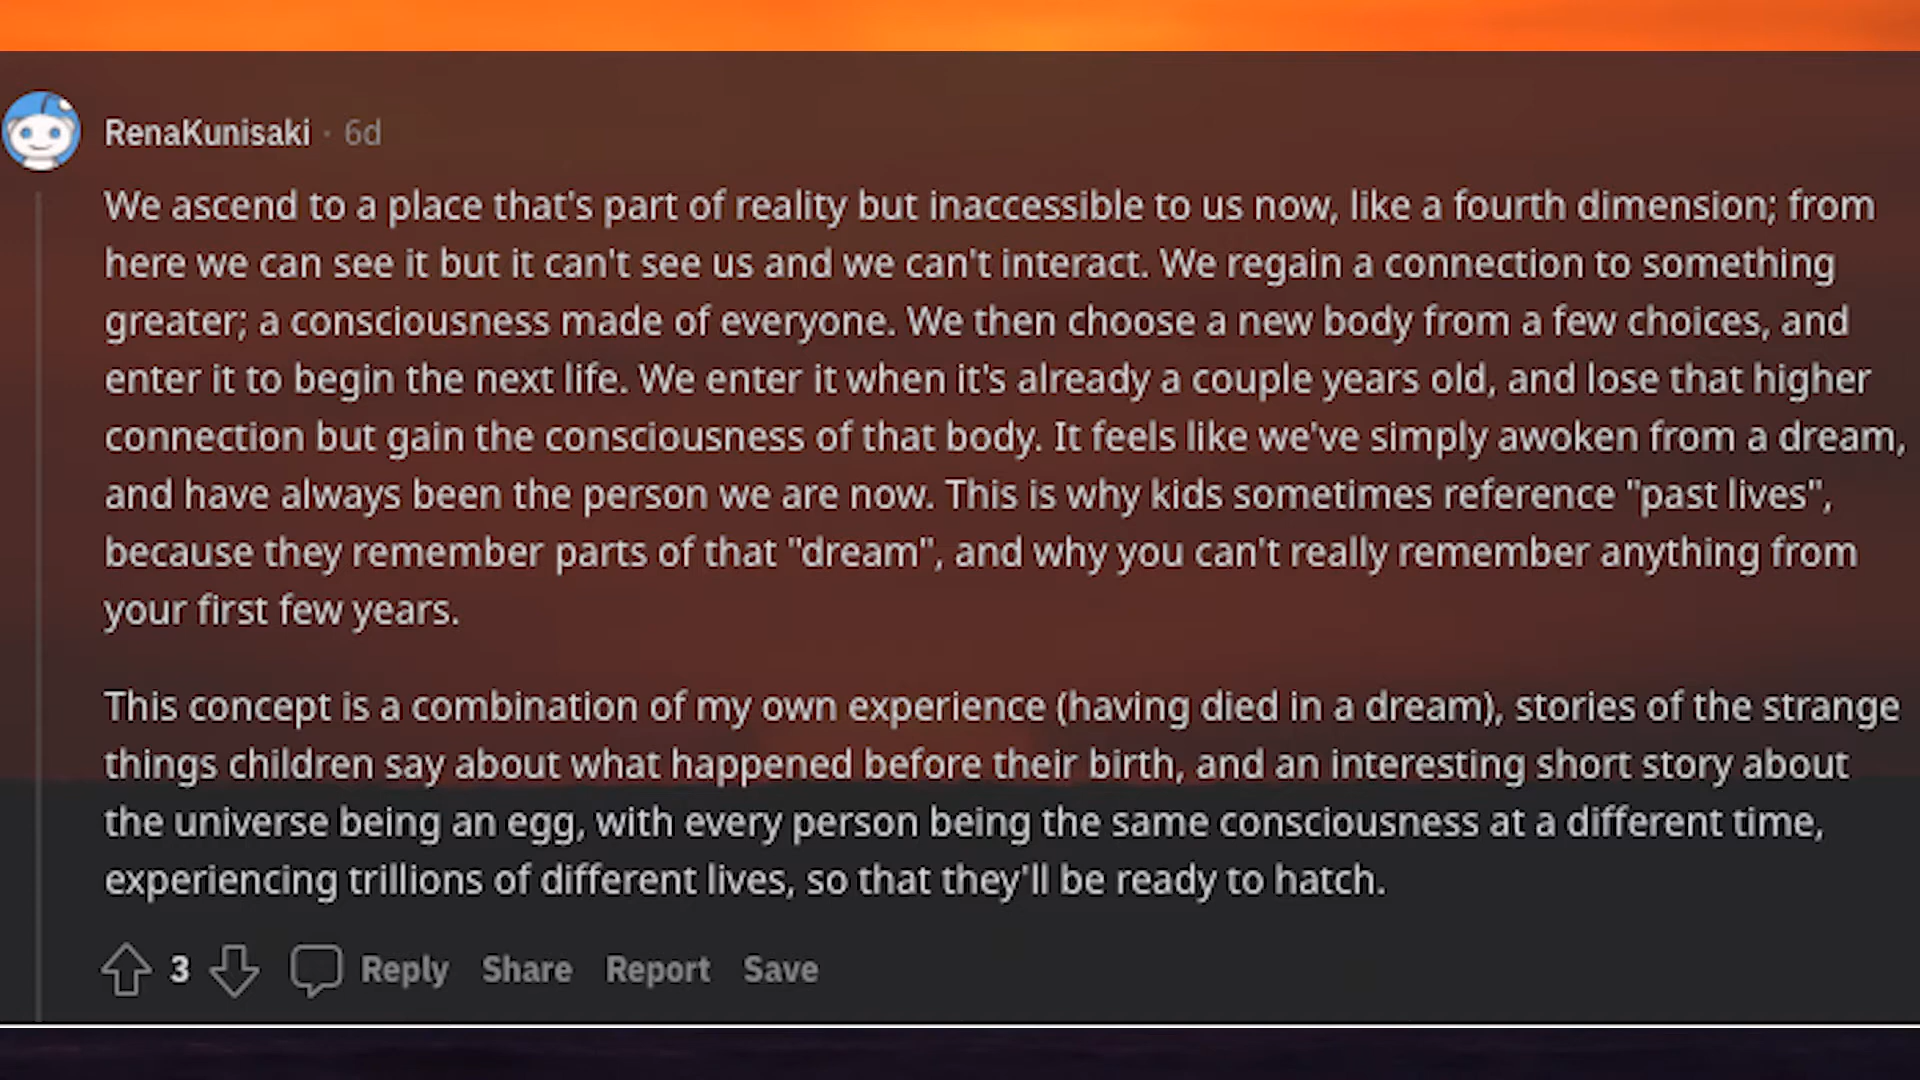 RenaKunisaki · 6d
We ascend to a place that's part of reality but inaccessible to us now, like a fourth dimension; from
here we can see it but it can't see us and we can't interact. We regain a connection to something
greater; a consciousness made of everyone. We then choose a new body from a few choices, and
enter it to begin the next life. We enter it when it's already a couple years old, and lose that higher
connection but gain the consciousness of that body. It feels like we've simply awoken from a dream,
and have always been the person we are now. This is why kids sometimes reference "past lives",
because they remember parts of that "dream", and why you can't really remember anything from
your first few years.
This concept is a combination of my own experience (having died in a dream), stories of the strange
things children say about what happened before their birth, and an interesting short story about
the universe being an egg, with every person being the same consciousness at a different time,
experiencing trillions of different lives, so that they'll be ready to hatch.
3 Reply Share Report Save